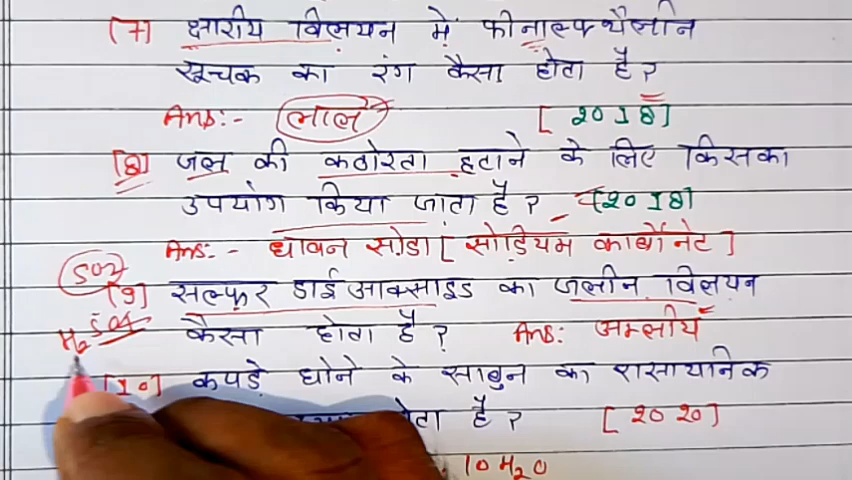 [7] क्षारीय विलयन में फीनाल्फ थैलीन
सूचक का रंग कैसा होता है?
Ans:- लाल [2018]
[8] जल की कठोरता हटाने के लिए किसका
उपयोग किया जाता है? [2018]
Ans:- धावन सोडा [ सोडियम कार्बोनेट ]
SO2
[9] सल्फर डाई आक्साइड का जलीन विलयन
H2SO4 कैसा होता है? Ans: अम्लीय
[10] कपड़े धोने के साबुन का रासायनिक
होता है? [2020]
. 10H2O